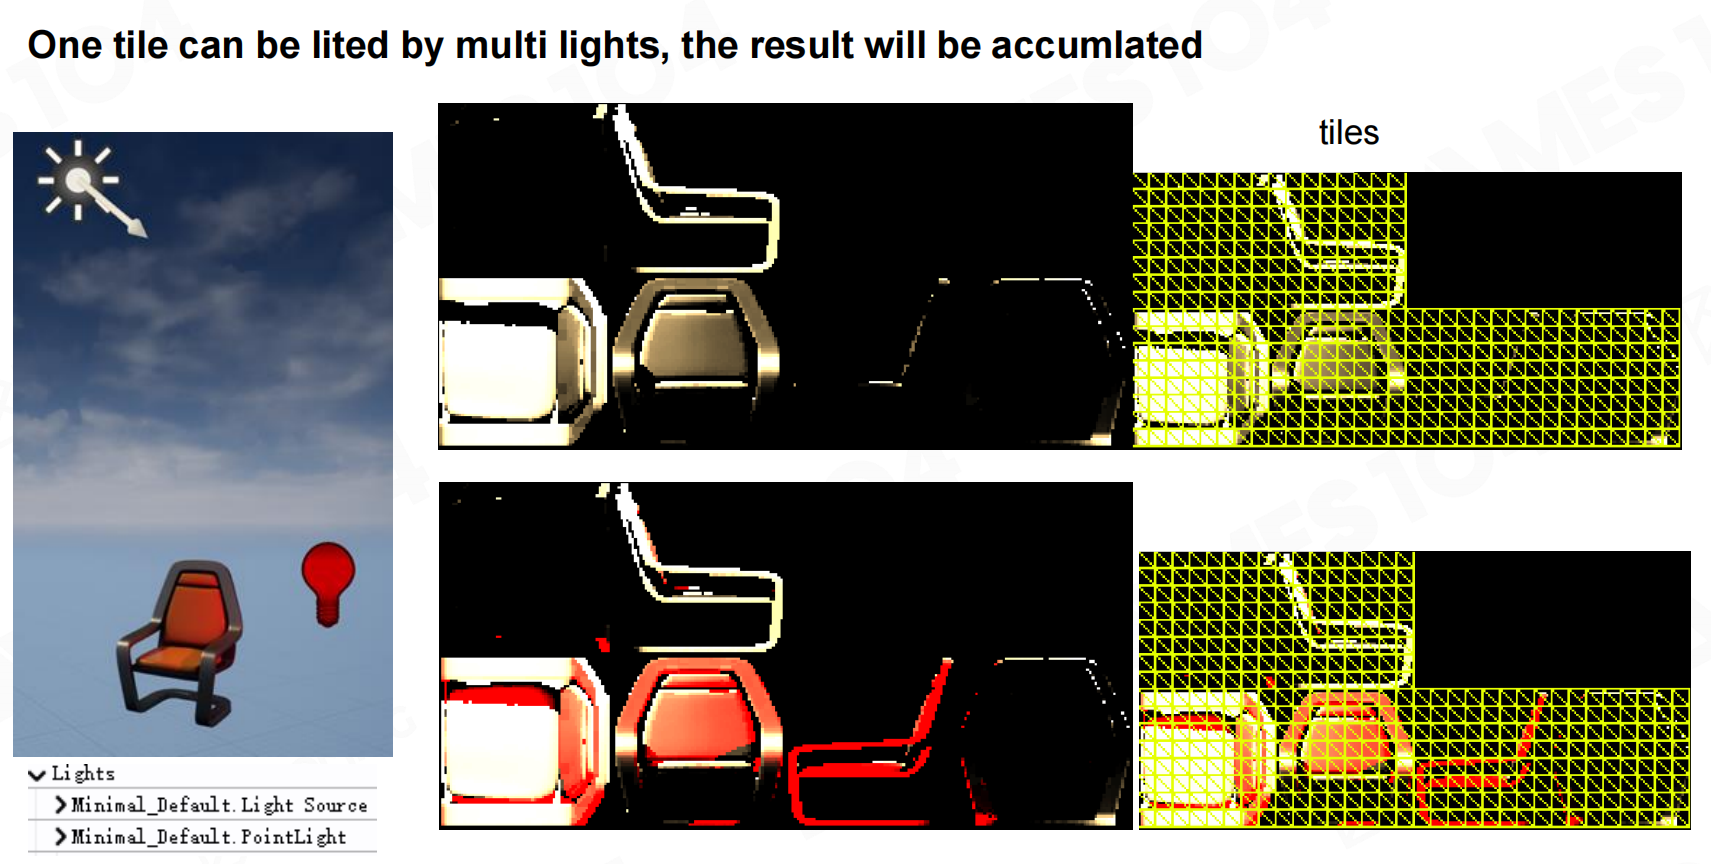 One tile can be lited by multi lights, the result will be accumlated
tiles
Lights
Minimal_Default.Light Source
Minimal_Default.PointLight